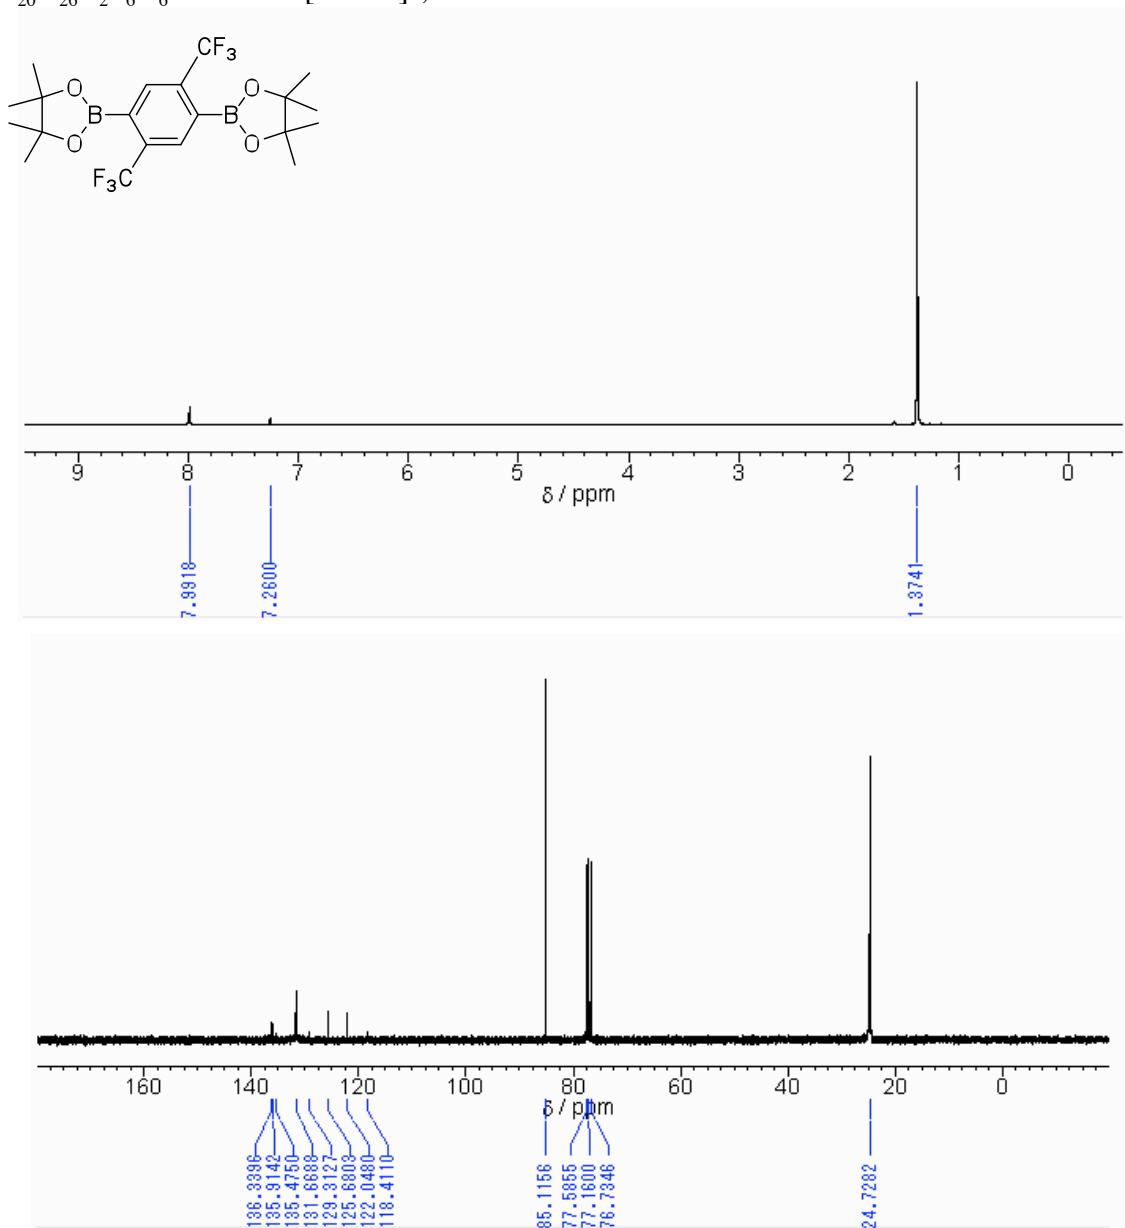 CF3
O O
B B
O O
F3C
9 8 7 6 5 4 3 2 1 0
δ / ppm
7.9918 7.2600 1.3741
160 140 120 100 80 60 40 20 0
δ / ppm
136.3396 135.9142 135.4750 131.6688 129.3127 125.6803 122.0480 118.4110 85.1156 77.5855 77.1600 76.7346 24.7282